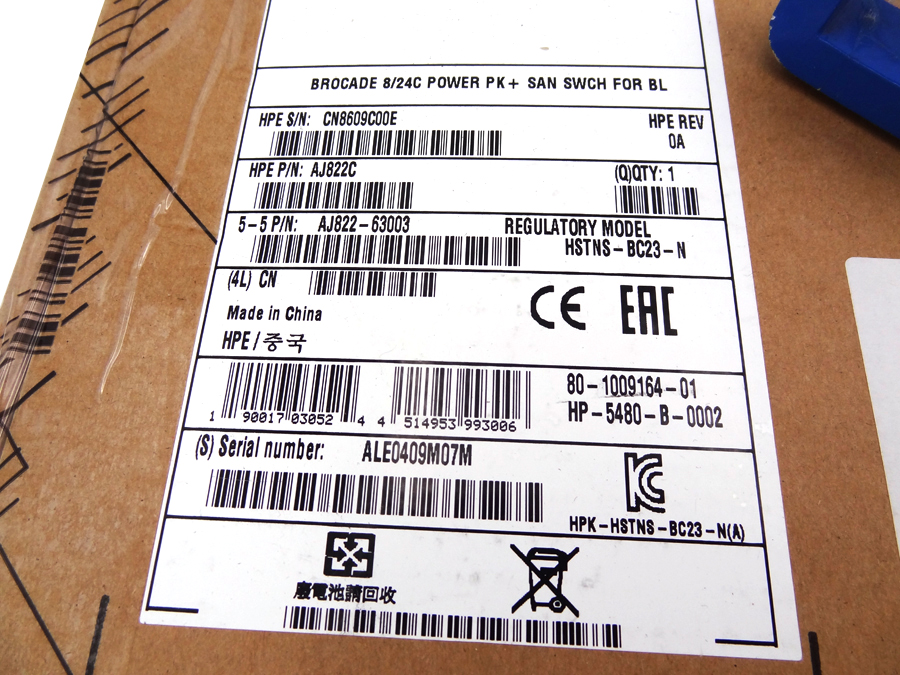 BROCADE 8/24C POWER PK+ SAN SWCH FOR BL
HPE S/N: CN8609C00E
HPE REV
0A
HPE P/N: AJ822C
(Q)QTY: 1
5-5 P/N: AJ822-63003
REGULATORY MODEL
HSTNS-BC23-N
(4L) CN
CE EAC
Made in China
HPE / 중국
1 90017 03052 4
4 514953 993006
80-1009164-01
HP-5480-B-0002
(S) Serial number: ALE0409M07M
KC
HPK-HSTNS-BC23-N(A)
廢電池請回收